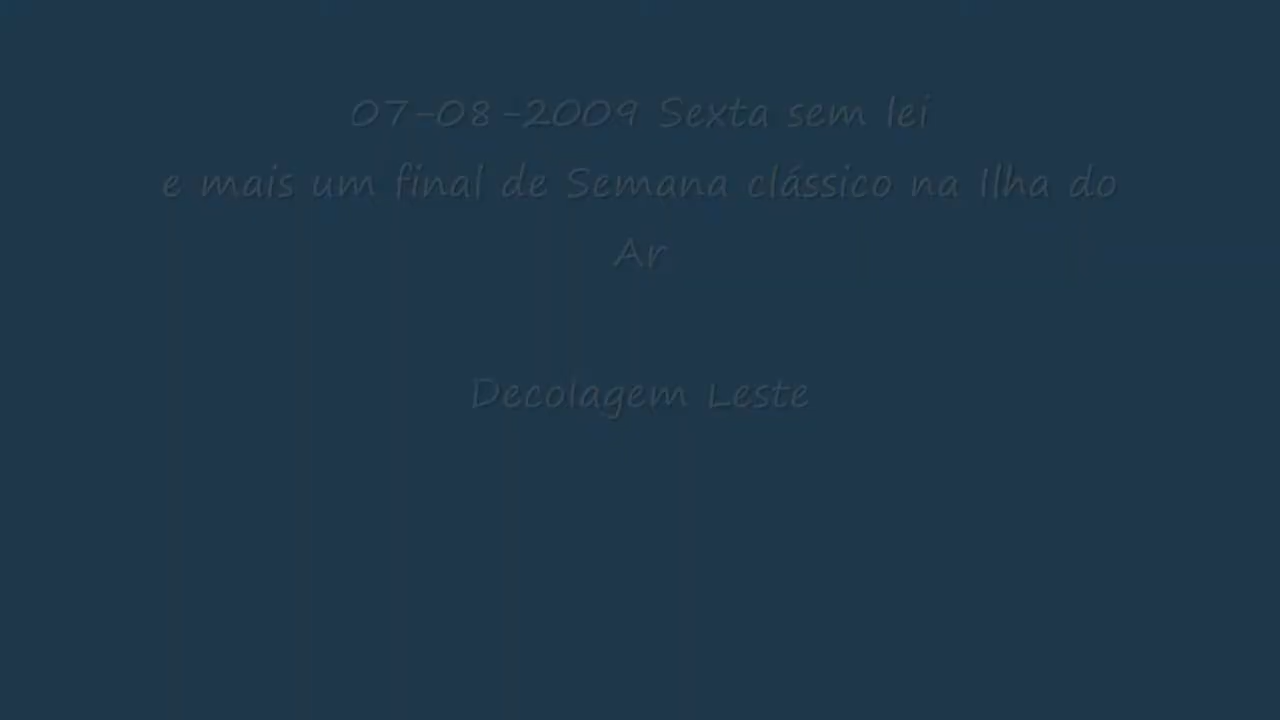 07-08-2009 Sexta sem lei
e mais um final de Semana clássico na Ilha do
Ar
Decolagem Leste